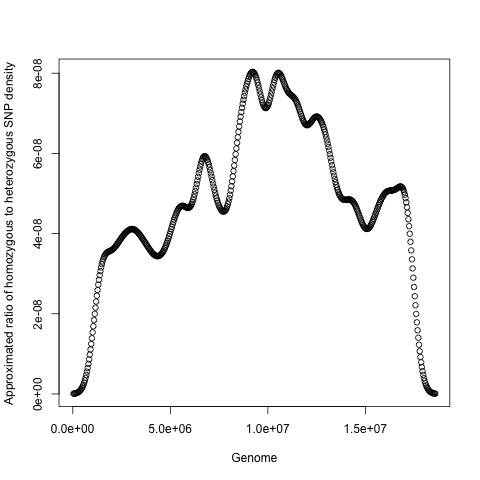 Approximated ratio of homozygous to heterozygous SNP density
8e-08
6e-08
4e-08
2e-08
0e+00
0.0e+00 5.0e+06 1.0e+07 1.5e+07
Genome